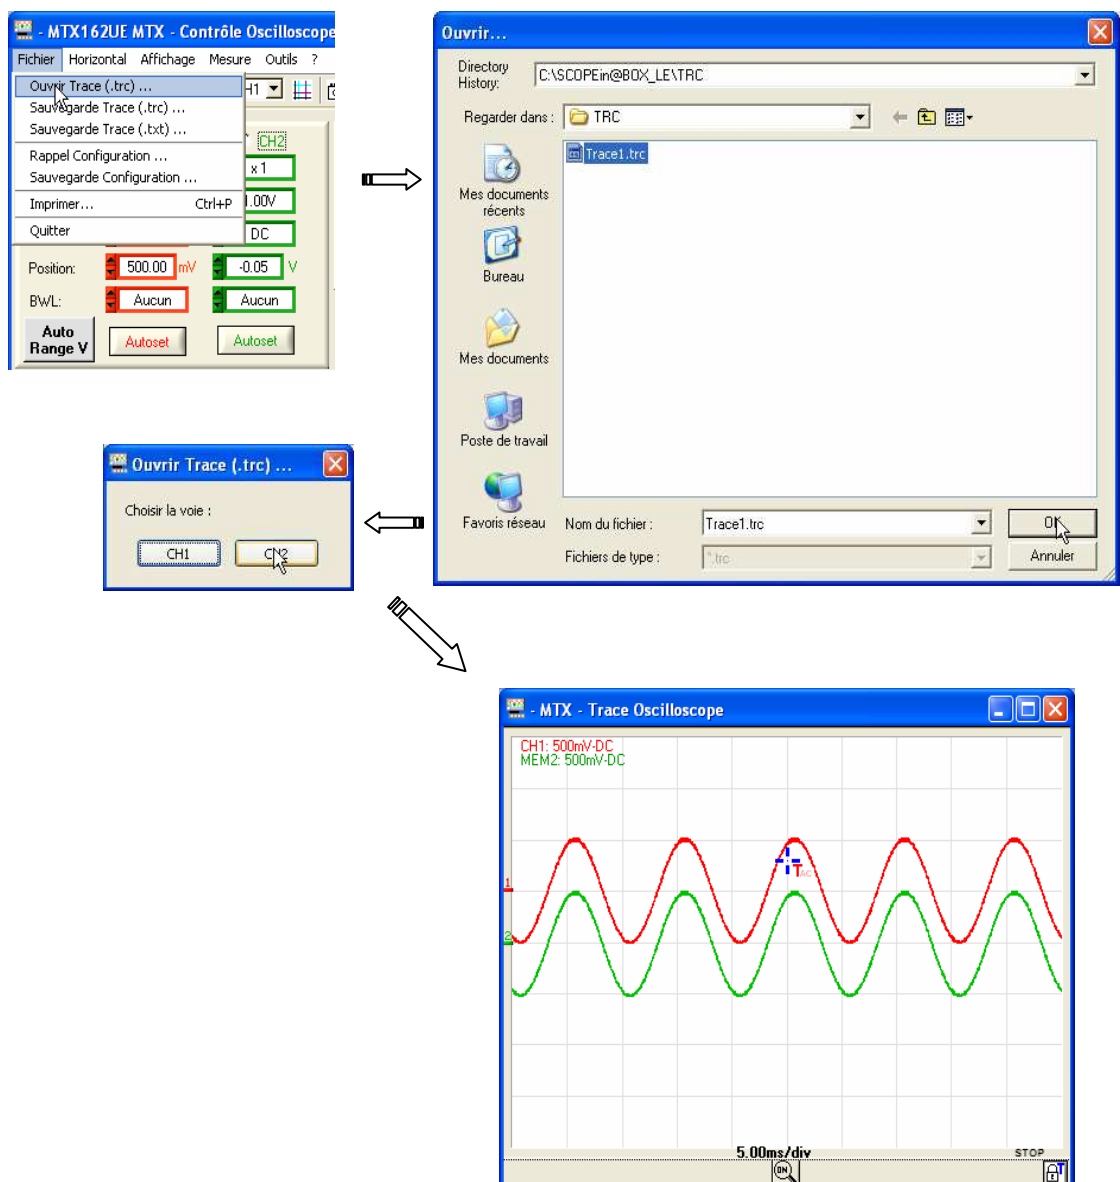 - MTX162UE MTX - Contrôle Oscilloscope
Fichier Horizontal Affichage Mesure Outils ?
Ouvrir Trace (.trc) ...
Sauvegarde Trace (.trc) ...
Sauvegarde Trace (.txt) ...
Rappel Configuration ...
Sauvegarde Configuration ...
Imprimer... Ctrl+P
Quitter
CH2
x 1
DC
Position: 500.00 mV -0.05 V
BWL: Aucun Aucun
Auto
Range V
Autoset Autoset
Ouvrir...
Directory
History:
C:\SCOPEin@BOX_LE\TRC
Regarder dans : TRC
Trace1.trc
Mes documents
récents
Bureau
Mes documents
Poste de travail
Favoris réseau
Nom du fichier : Trace1.trc
OK
Fichiers de type : *.trc
Annuler
Ouvrir Trace (.trc) ...
Choisir la voie :
CH1 CH2
- MTX - Trace Oscilloscope
CH1: 500mV-DC
MEM2: 500mV-DC
T AC
1
2
5.00ms/div STOP
ON T